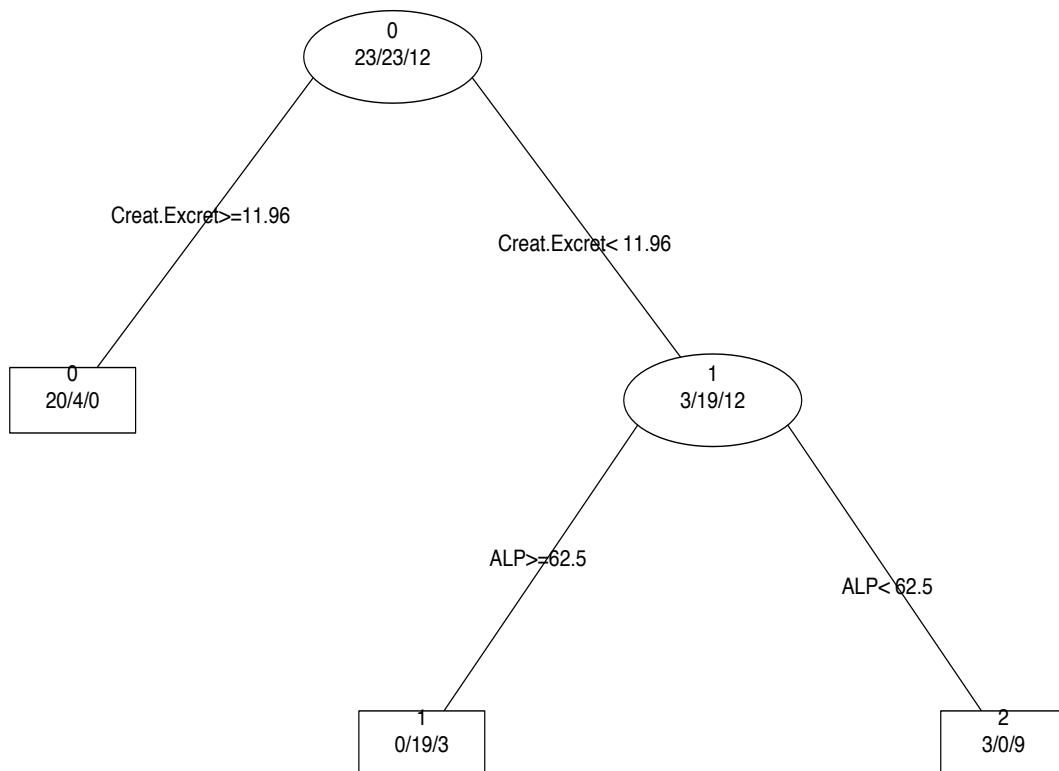 0
23/23/12
Creat.Excret>=11.96
Creat.Excret< 11.96
0
20/4/0
1
3/19/12
ALP>=62.5
ALP< 62.5
1
0/19/3
2
3/0/9